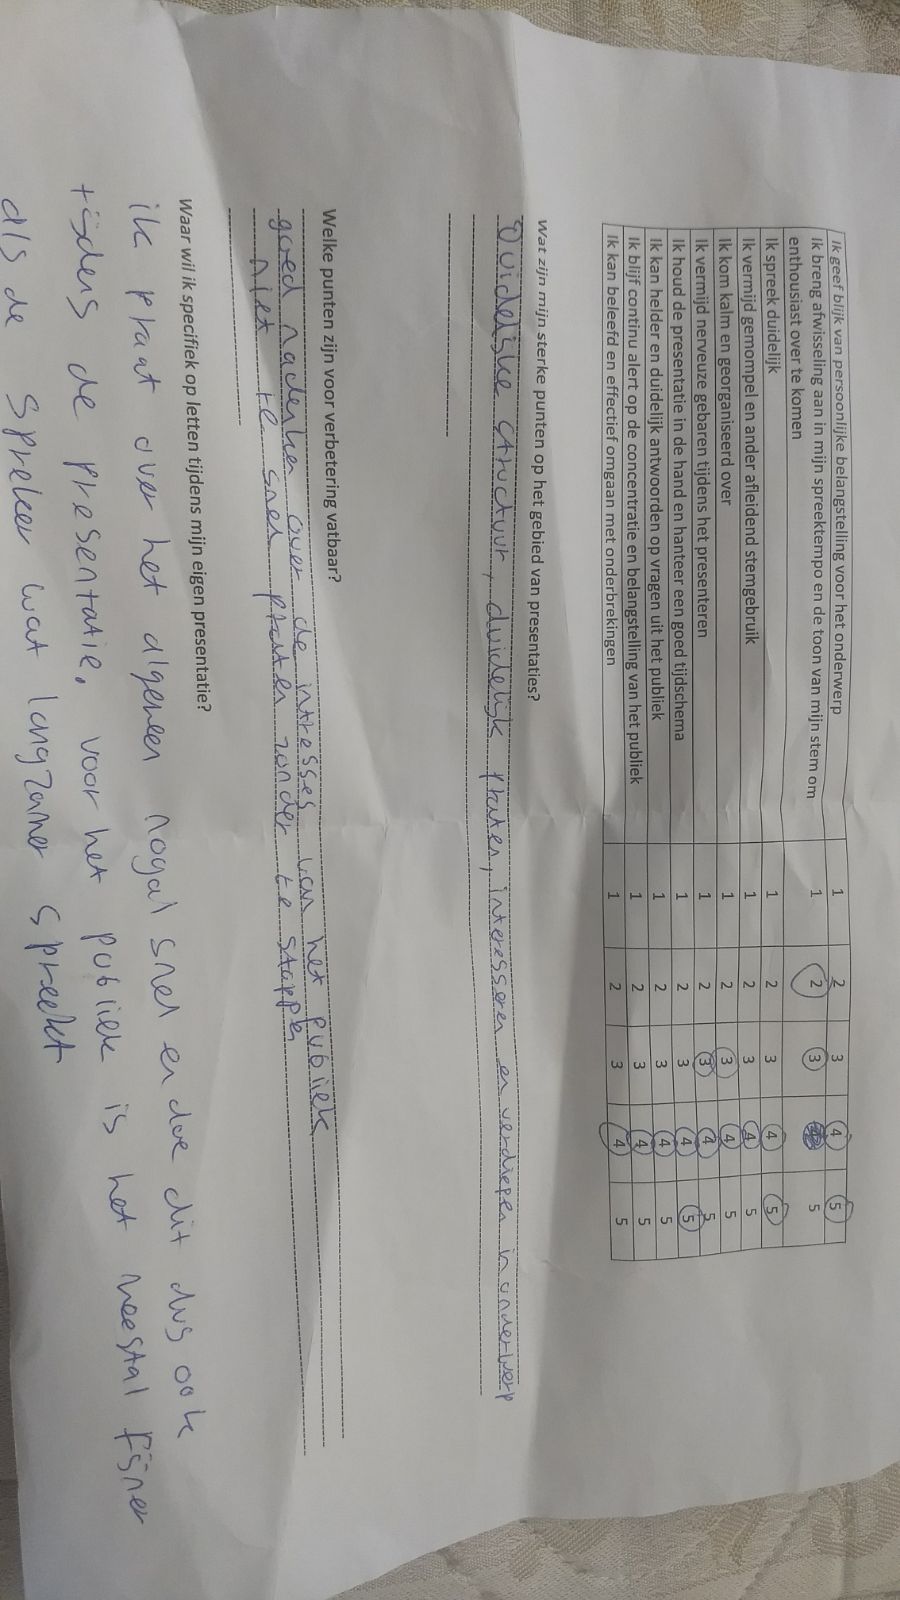 Ik geef blijk van persoonlijke belangstelling voor het onderwerp 1 2 3 4 5
Ik breng afwisseling aan in mijn spreektempo en de toon van mijn stem om 1 2 3 4 5
enthousiast over te komen
Ik spreek duidelijk 1 2 3 4 5
Ik vermijd gemompel en ander afleidend stemgebruik 1 2 3 4 5
Ik kom kalm en georganiseerd over 1 2 3 4 5
Ik vermijd nerveuze gebaren tijdens het presenteren 1 2 3 4 5
Ik houd de presentatie in de hand en hanteer een goed tijdschema 1 2 3 4 5
Ik kan helder en duidelijk antwoorden op vragen uit het publiek 1 2 3 4 5
Ik blijf continu alert op de concentratie en belangstelling van het publiek 1 2 3 4 5
Ik kan beleefd en effectief omgaan met onderbrekingen 1 2 3 4 5
Wat zijn mijn sterke punten op het gebied van presentaties?
Duidelijke structuur, duidelijk praten, interesseren en verdiepen in onderwerp
Welke punten zijn voor verbetering vatbaar?
goed nadenken over de intresses van het publiek
niet te snel praten zonder te stoppen
Waar wil ik specifiek op letten tijdens mijn eigen presentatie?
ik praat over het algemeen nogal snel en doe dit dus ook
tijdens de presentatie. voor het publiek is het meestal fijner
als de spreker wat langzamer spreekt